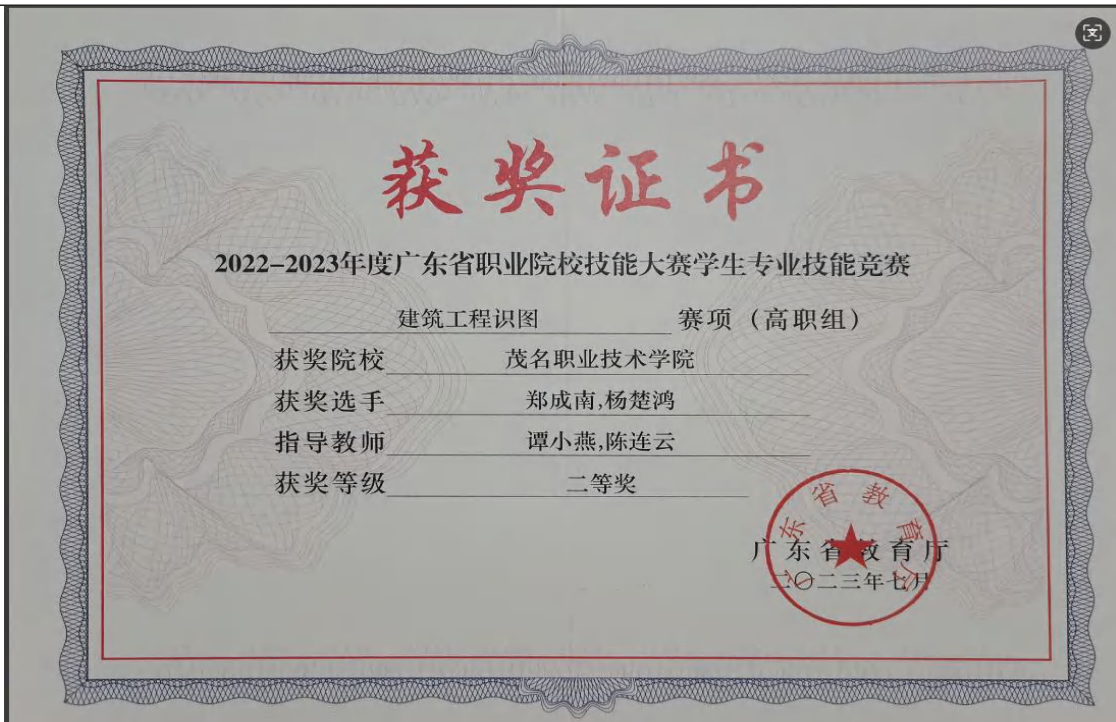 获奖证书
2022-2023年度广东省职业院校技能大赛学生专业技能竞赛
建筑工程识图 赛项（高职组）
获奖院校 茂名职业技术学院
获奖选手 郑成南,杨楚鸿
指导教师 谭小燕,陈连云
获奖等级 二等奖
广东省教育厅
二〇二三年七月
广东省教育厅